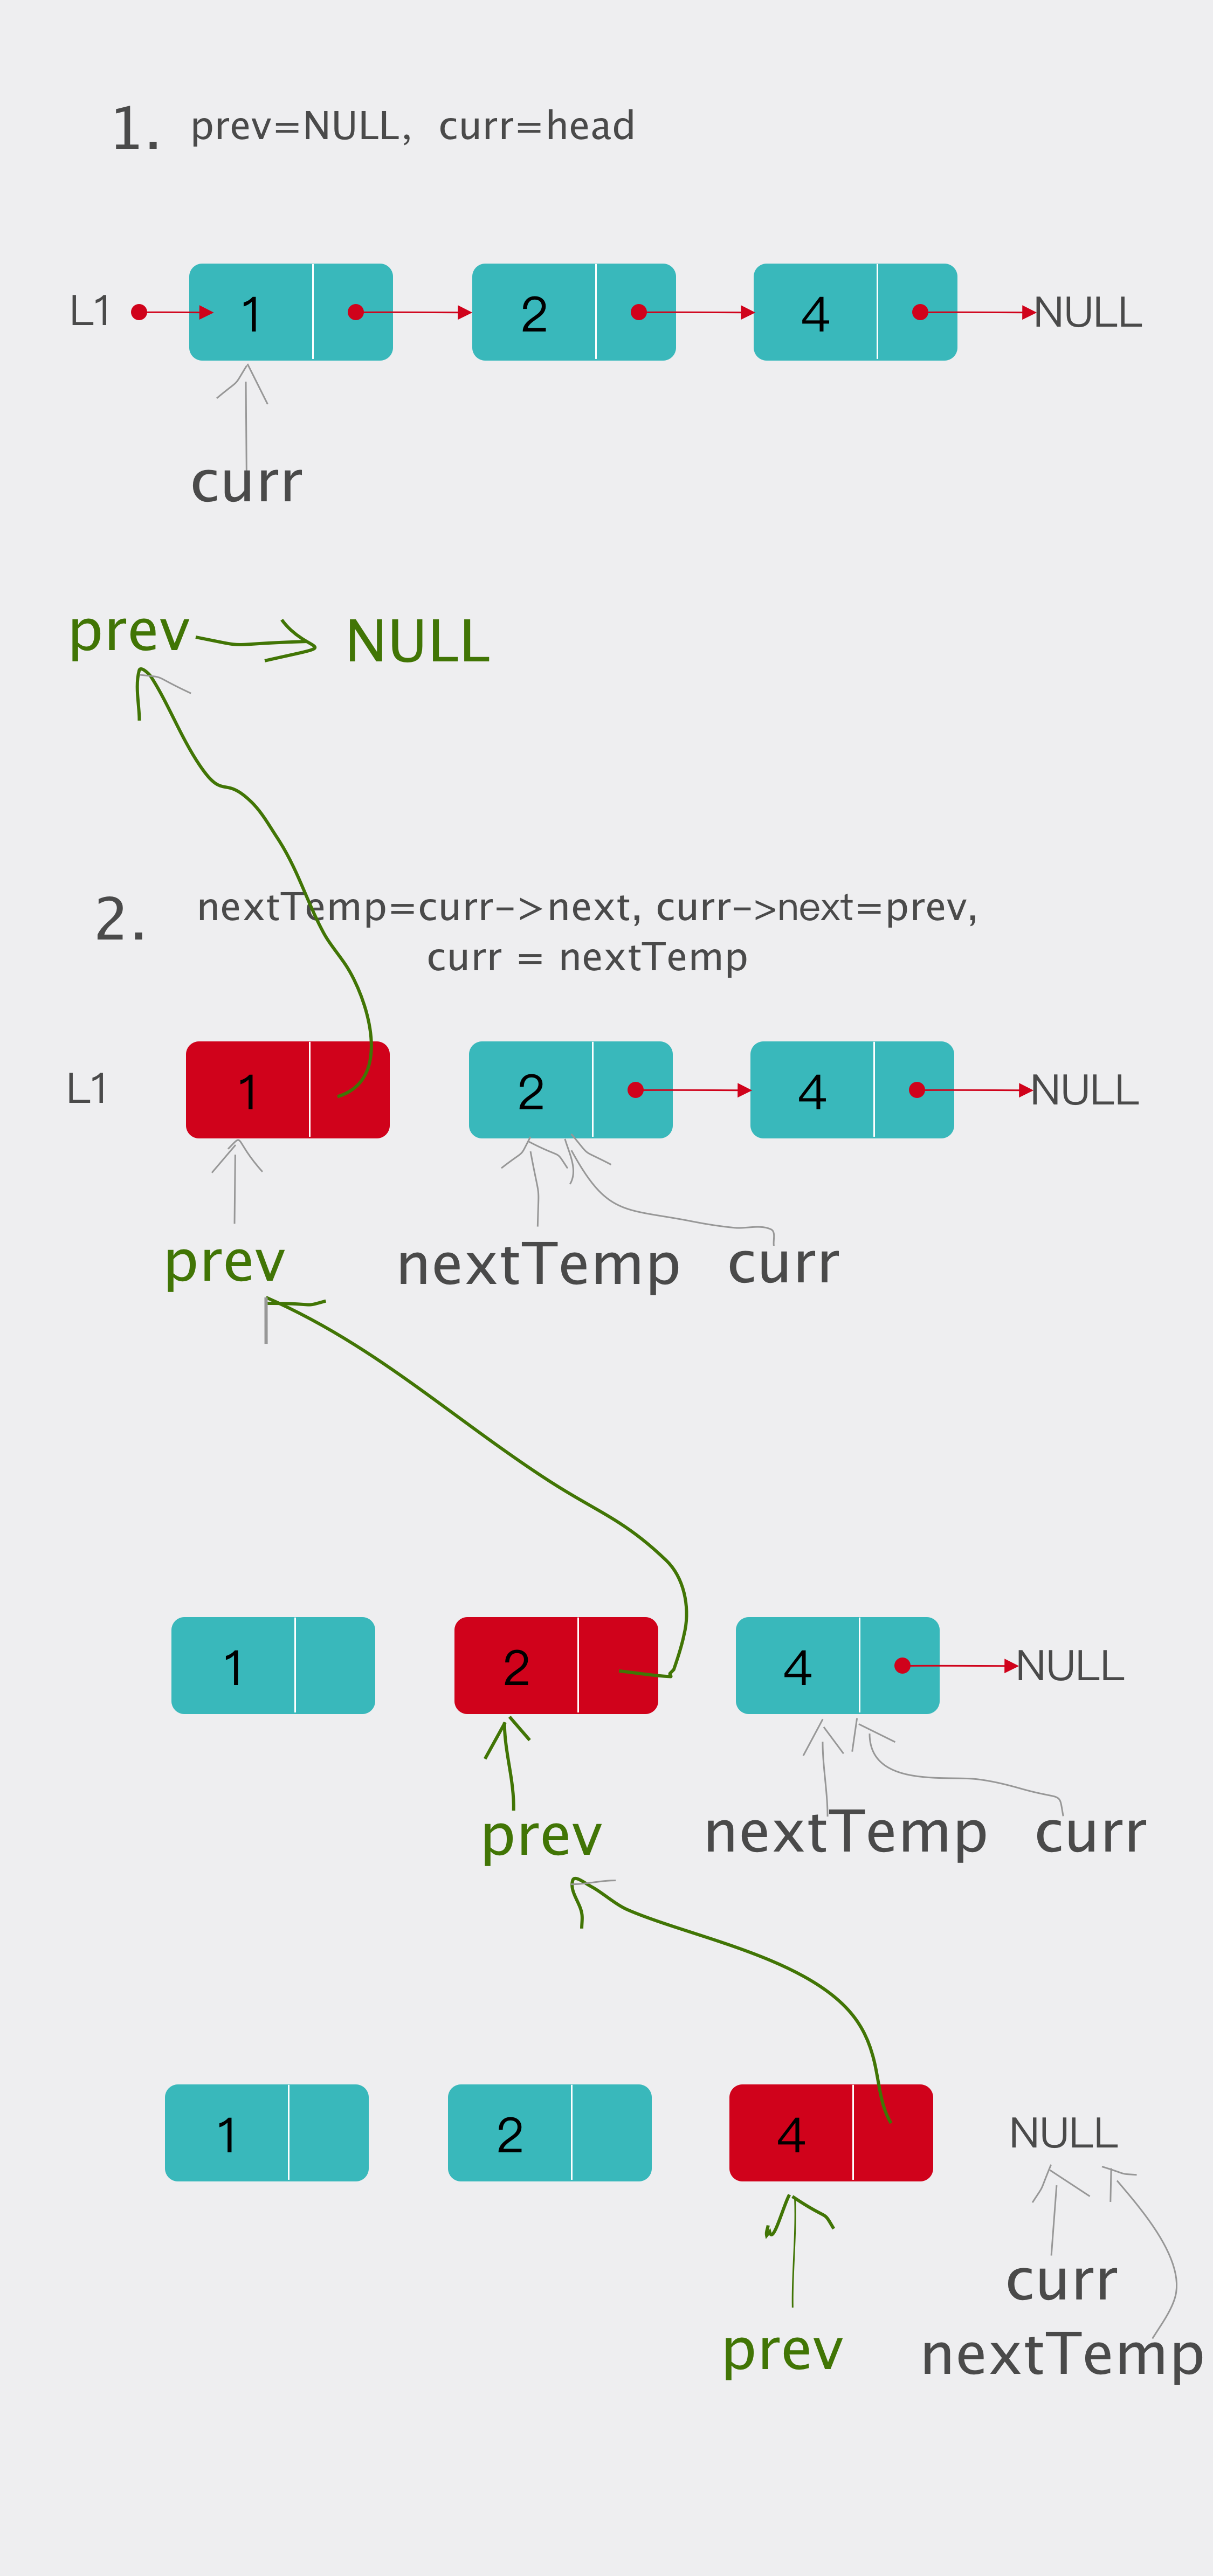 1. prev=NULL, curr=head
L1 1 2 4 NULL
curr
prev NULL
2. nextTemp=curr->next, curr->next=prev,
curr = nextTemp
L1 1 2 4 NULL
prev nextTemp curr
1 2 4 NULL
prev nextTemp curr
1 2 4 NULL
curr
prev nextTemp